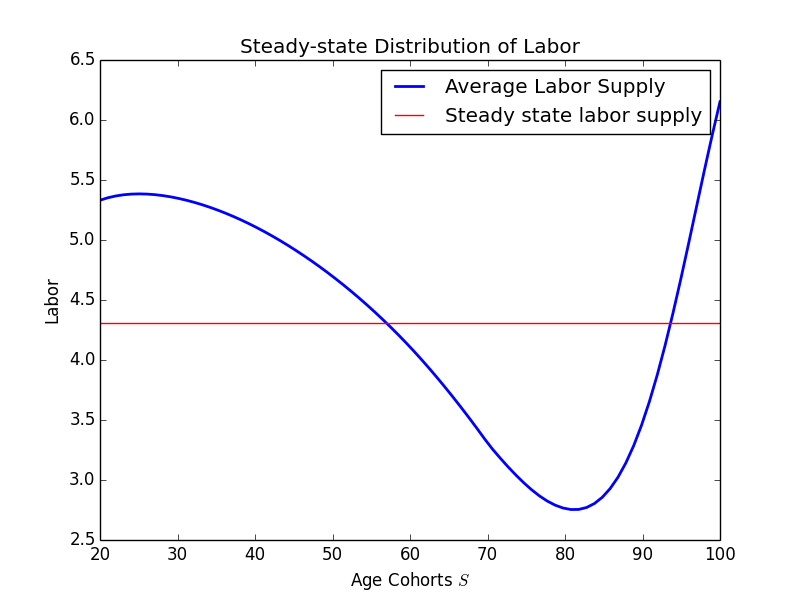 Steady-state Distribution of Labor
6.5
6.0
5.5
5.0
4.5
4.0
3.5
3.0
2.5
Labor
Average Labor Supply
Steady state labor supply
20 30 40 50 60 70 80 90 100
Age Cohorts S